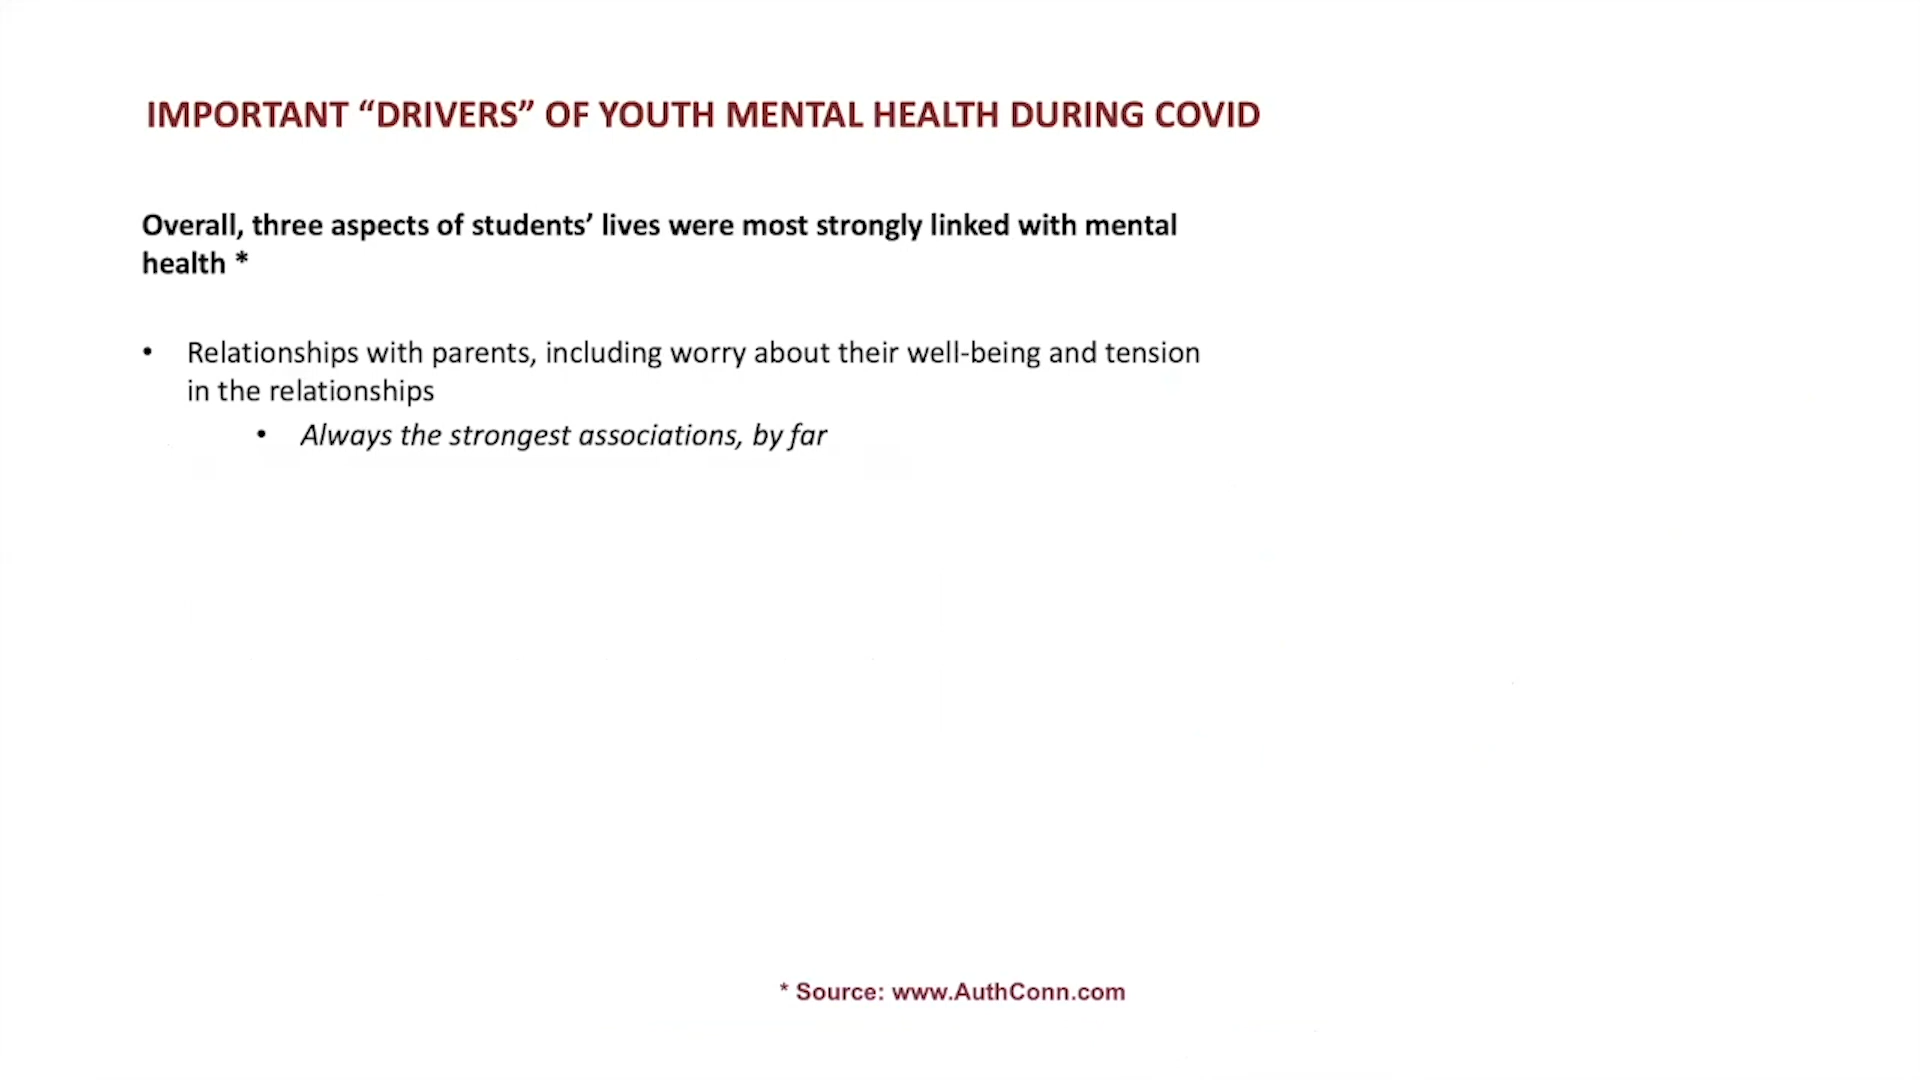 IMPORTANT “DRIVERS” OF YOUTH MENTAL HEALTH DURING COVID
Overall, three aspects of students’ lives were most strongly linked with mental
health *
• Relationships with parents, including worry about their well-being and tension
in the relationships
• Always the strongest associations, by far
* Source: www.AuthConn.com